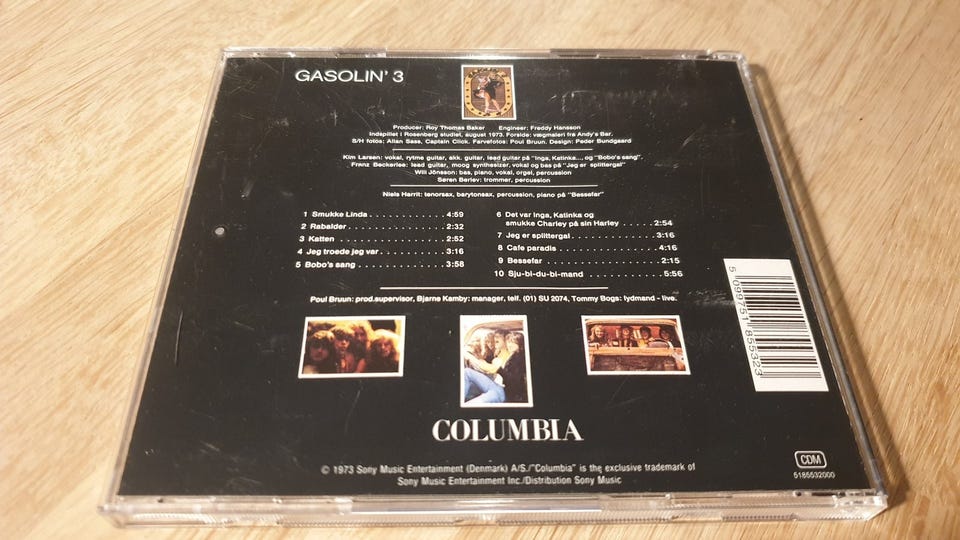 GASOLIN' 3
Producer: Roy Thomas Baker Engineer: Freddy Hansson
Indspillet i Rosenberg studiet, august 1973. Forside: vægmaleri fra Andy's Bar.
S/H fotos: Allan Saas, Captain Click. Farvefotos: Poul Bruun. Design: Peder Bundgaard
Kim Larsen: vokal, rytme guitar, akk. guitar, lead guitar på "Inga, Katinka..., og "Bobo's sang".
Franz Beckerlee: lead guitar, moog synthesizer, vokal og bas på "Jeg er splittergal"
Wili Jönsson: bas, piano, vokal, orgel, percussion
Søren Berlev: trommer, percussion
Niels Harrit: tenorsax, barytonsax, percussion, piano på "Bessefar"
1 Smukke Linda . . . . . . . . . . . . 4:59
2 Rabalder . . . . . . . . . . . . . . 2:32
3 Katten . . . . . . . . . . . . . . . 2:52
4 Jeg troede jeg var . . . . . . . . . . 3:16
5 Bobo's sang . . . . . . . . . . . . . 3:58
6 Det var Inga, Katinka og
smukke Charley på sin Harley . . . . . 2:54
7 Jeg er splittergal . . . . . . . . . . . 3:16
8 Cafe paradis . . . . . . . . . . . . . 4:16
9 Bessefar . . . . . . . . . . . . . . . 2:15
10 Sju-bi-du-bi-mand . . . . . . . . . . 5:56
Poul Bruun: prod.supervisor, Bjarne Kamby: manager, telf. (01) SU 2074, Tommy Bogs: lydmand - live.
5 099751 855323
COLUMBIA
© 1973 Sony Music Entertainment (Denmark) A/S./"Columbia" is the exclusive trademark of
Sony Music Entertainment Inc./Distribution Sony Music
CDM
5185532000